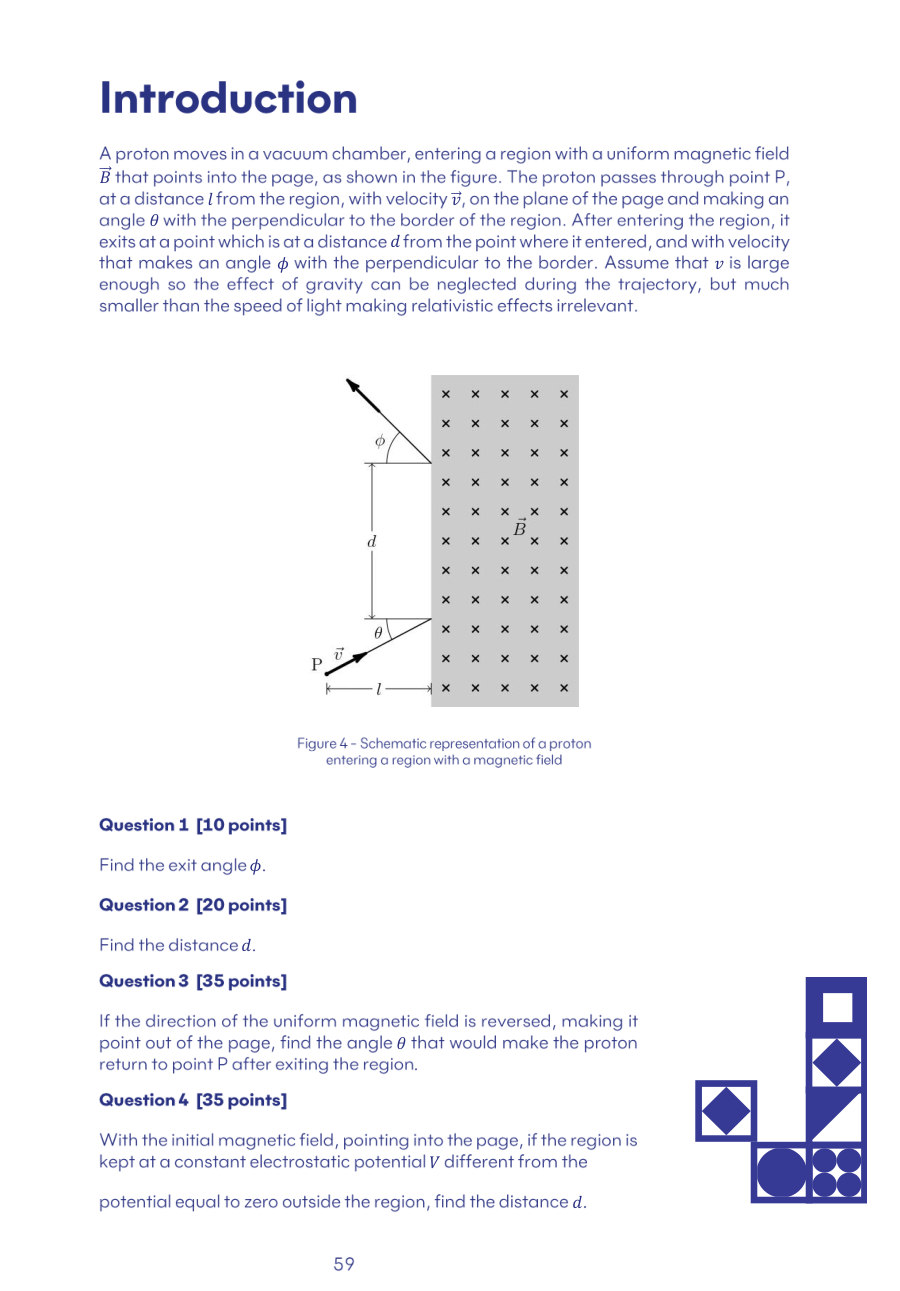 Introduction
A proton moves in a vacuum chamber, entering a region with a uniform magnetic field
B⃗ that points into the page, as shown in the figure. The proton passes through point P,
at a distance l from the region, with velocity v⃗, on the plane of the page and making an
angle θ with the perpendicular to the border of the region. After entering the region, it
exits at a point which is at a distance d from the point where it entered, and with velocity
that makes an angle ϕ with the perpendicular to the border. Assume that v is large
enough so the effect of gravity can be neglected during the trajectory, but much
smaller than the speed of light making relativistic effects irrelevant.
ϕ
B⃗
d
θ
P v⃗
l
Figure 4 - Schematic representation of a proton
entering a region with a magnetic field
Question 1 [10 points]
Find the exit angle ϕ.
Question 2 [20 points]
Find the distance d.
Question 3 [35 points]
If the direction of the uniform magnetic field is reversed, making it
point out of the page, find the angle θ that would make the proton
return to point P after exiting the region.
Question 4 [35 points]
With the initial magnetic field, pointing into the page, if the region is
kept at a constant electrostatic potential V different from the
potential equal to zero outside the region, find the distance d.
59